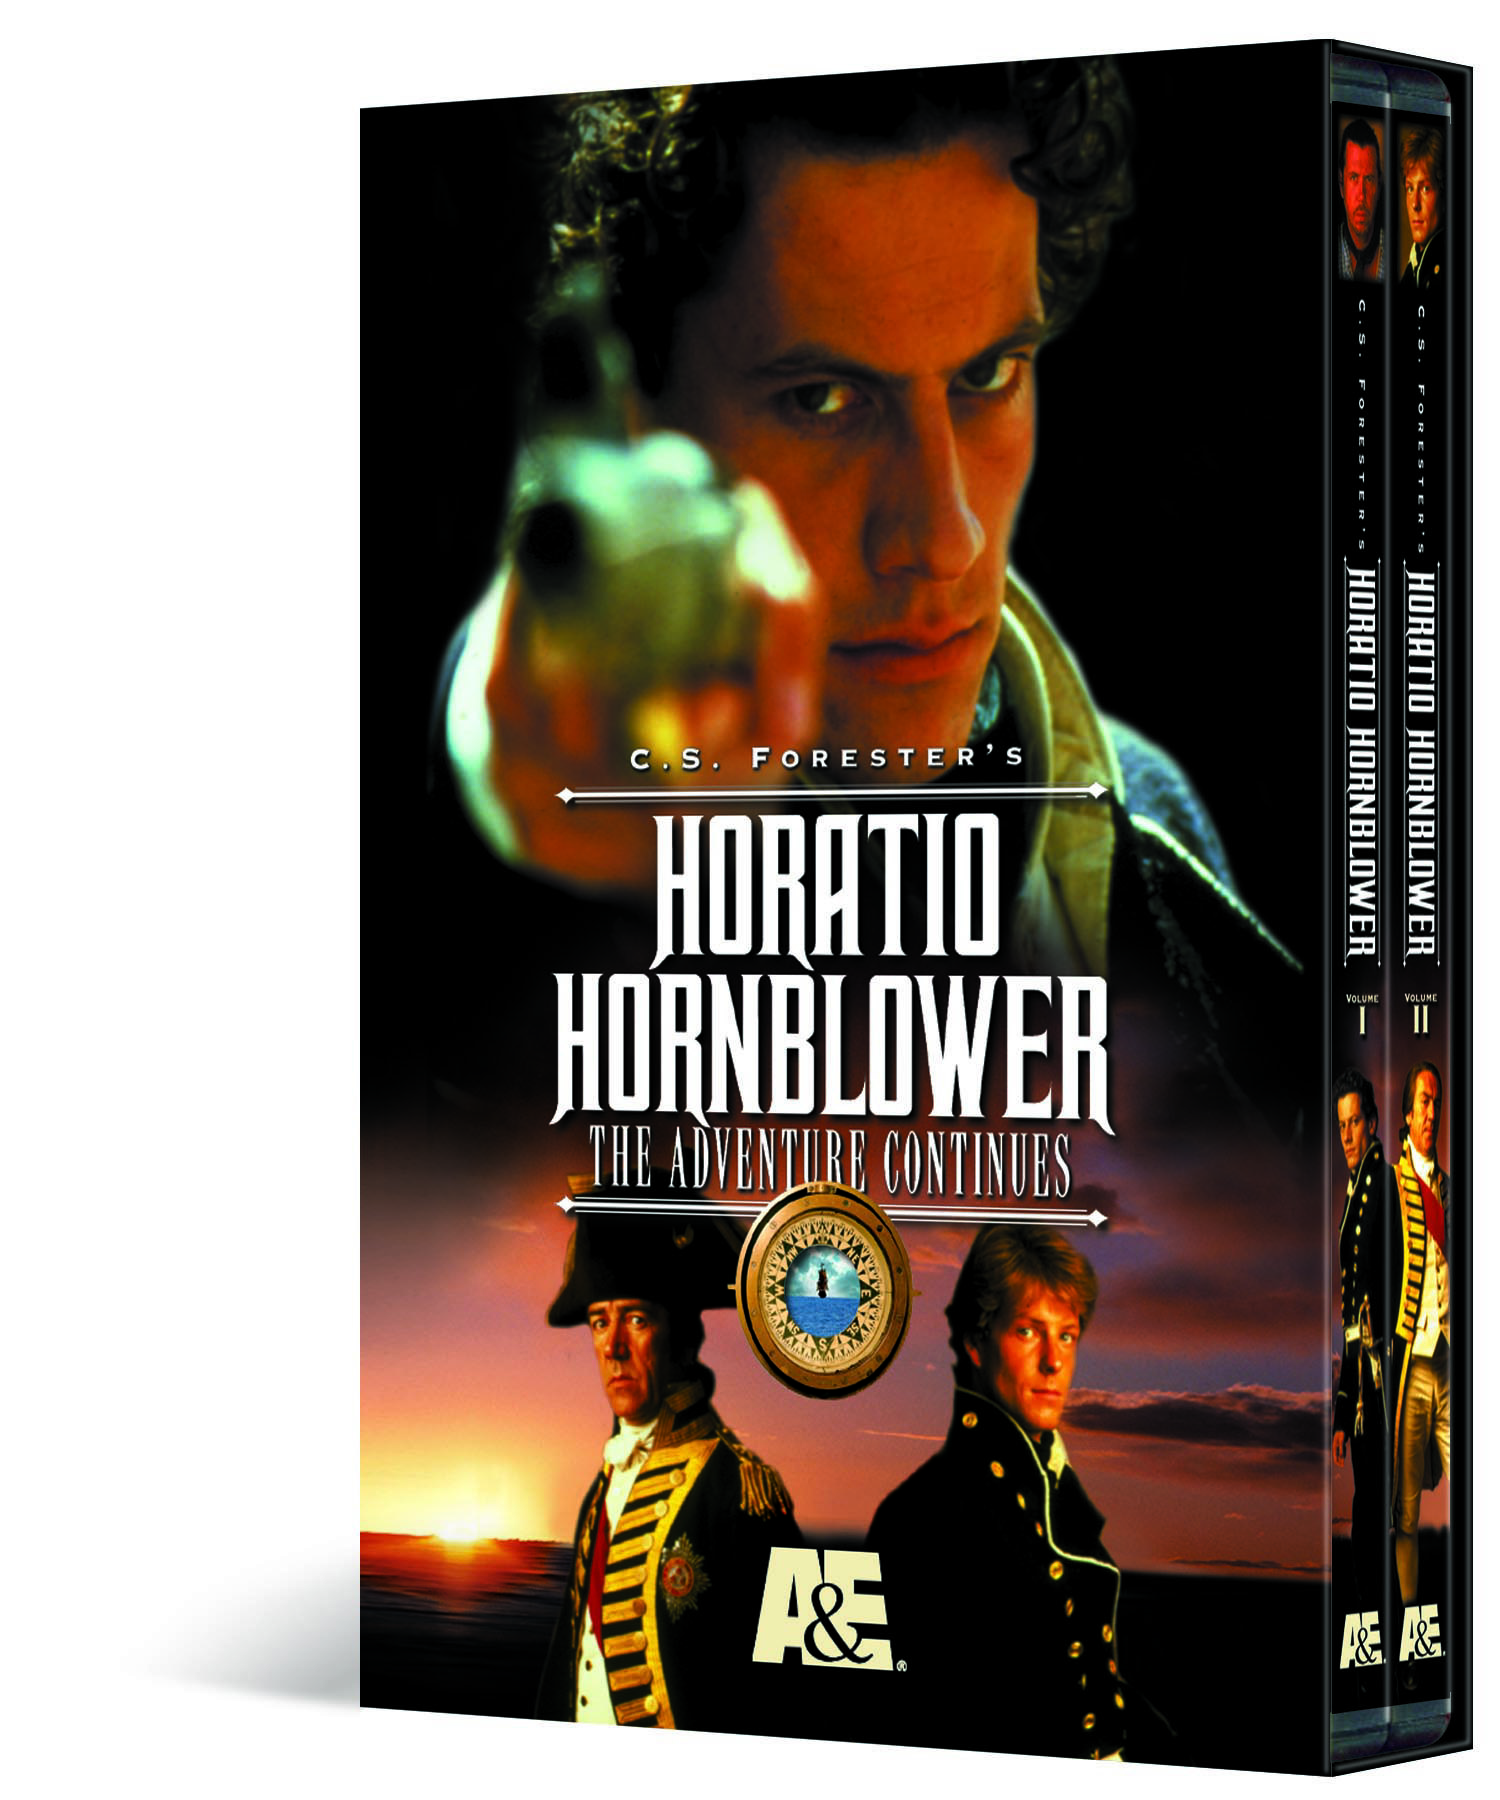 C.S. FORESTER'S
HORATIO
HORNBLOWER
THE ADVENTURE CONTINUES
A&E®
C.S. FORESTER'S
HORATIO HORNBLOWER
VOLUME
I
A&E
C.S. FORESTER'S
HORATIO HORNBLOWER
VOLUME
II
A&E